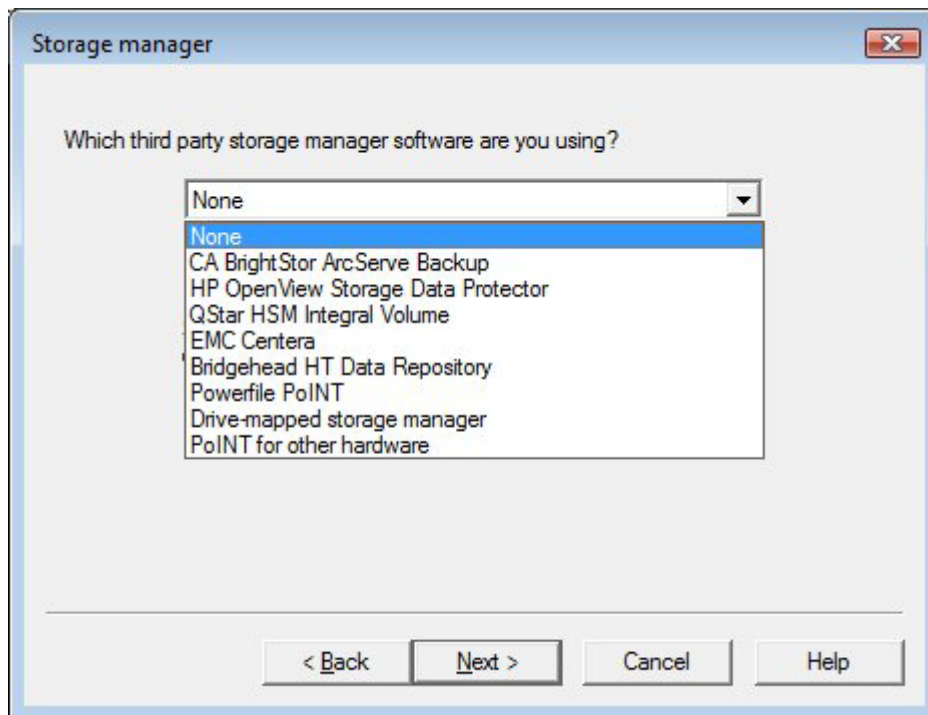 Storage manager
Which third party storage manager software are you using?
None
None
CA BrightStor ArcServe Backup
HP OpenView Storage Data Protector
QStar HSM Integral Volume
EMC Centera
Bridgehead HT Data Repository
Powerfile PoINT
Drive-mapped storage manager
PoINT for other hardware
< Back Next > Cancel Help